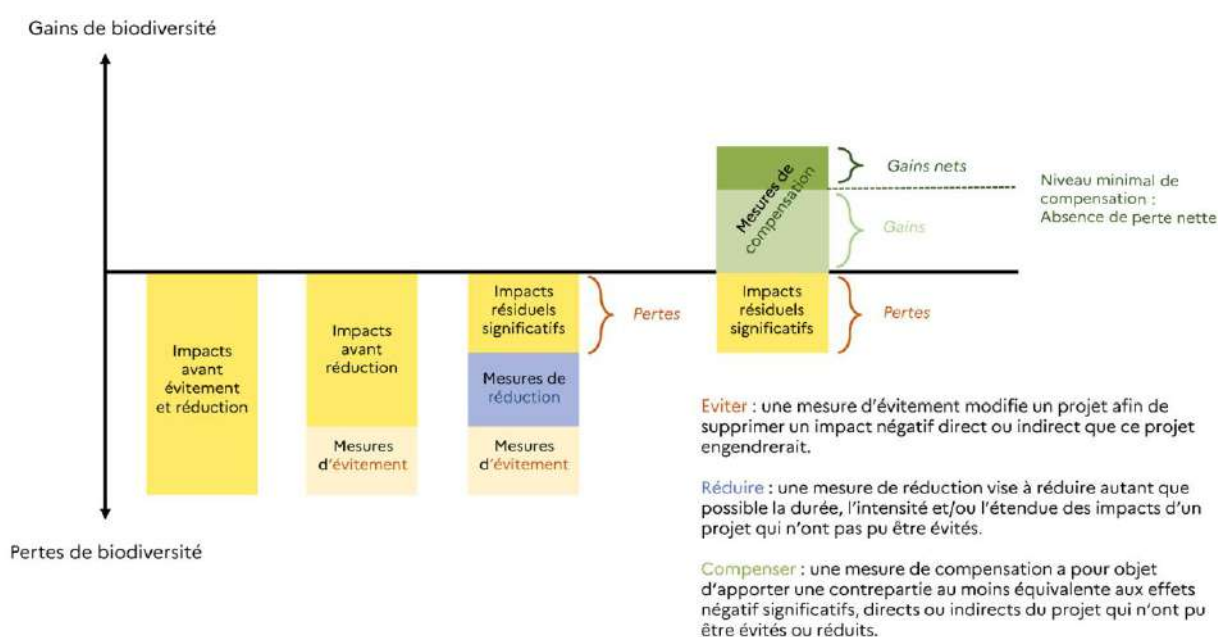 Gains de biodiversité
Mesures de
compensation
Gains nets
Niveau minimal de
compensation :
Absence de perte nette
Gains
Impacts
avant
évitement
et réduction
Impacts
avant
réduction
Mesures
d'évitement
Impacts
résiduels
significatifs
Pertes
Mesures de
réduction
Mesures
d'évitement
Impacts
résiduels
significatifs
Pertes
Pertes de biodiversité
Eviter : une mesure d'évitement modifie un projet afin de
supprimer un impact négatif direct ou indirect que ce projet
engendrerait.
Réduire : une mesure de réduction vise à réduire autant que
possible la durée, l'intensité et/ou l'étendue des impacts d'un
projet qui n'ont pas pu être évités.
Compenser : une mesure de compensation a pour objet
d'apporter une contrepartie au moins équivalente aux effets
négatif significatifs, directs ou indirects du projet qui n'ont pu
être évités ou réduits.